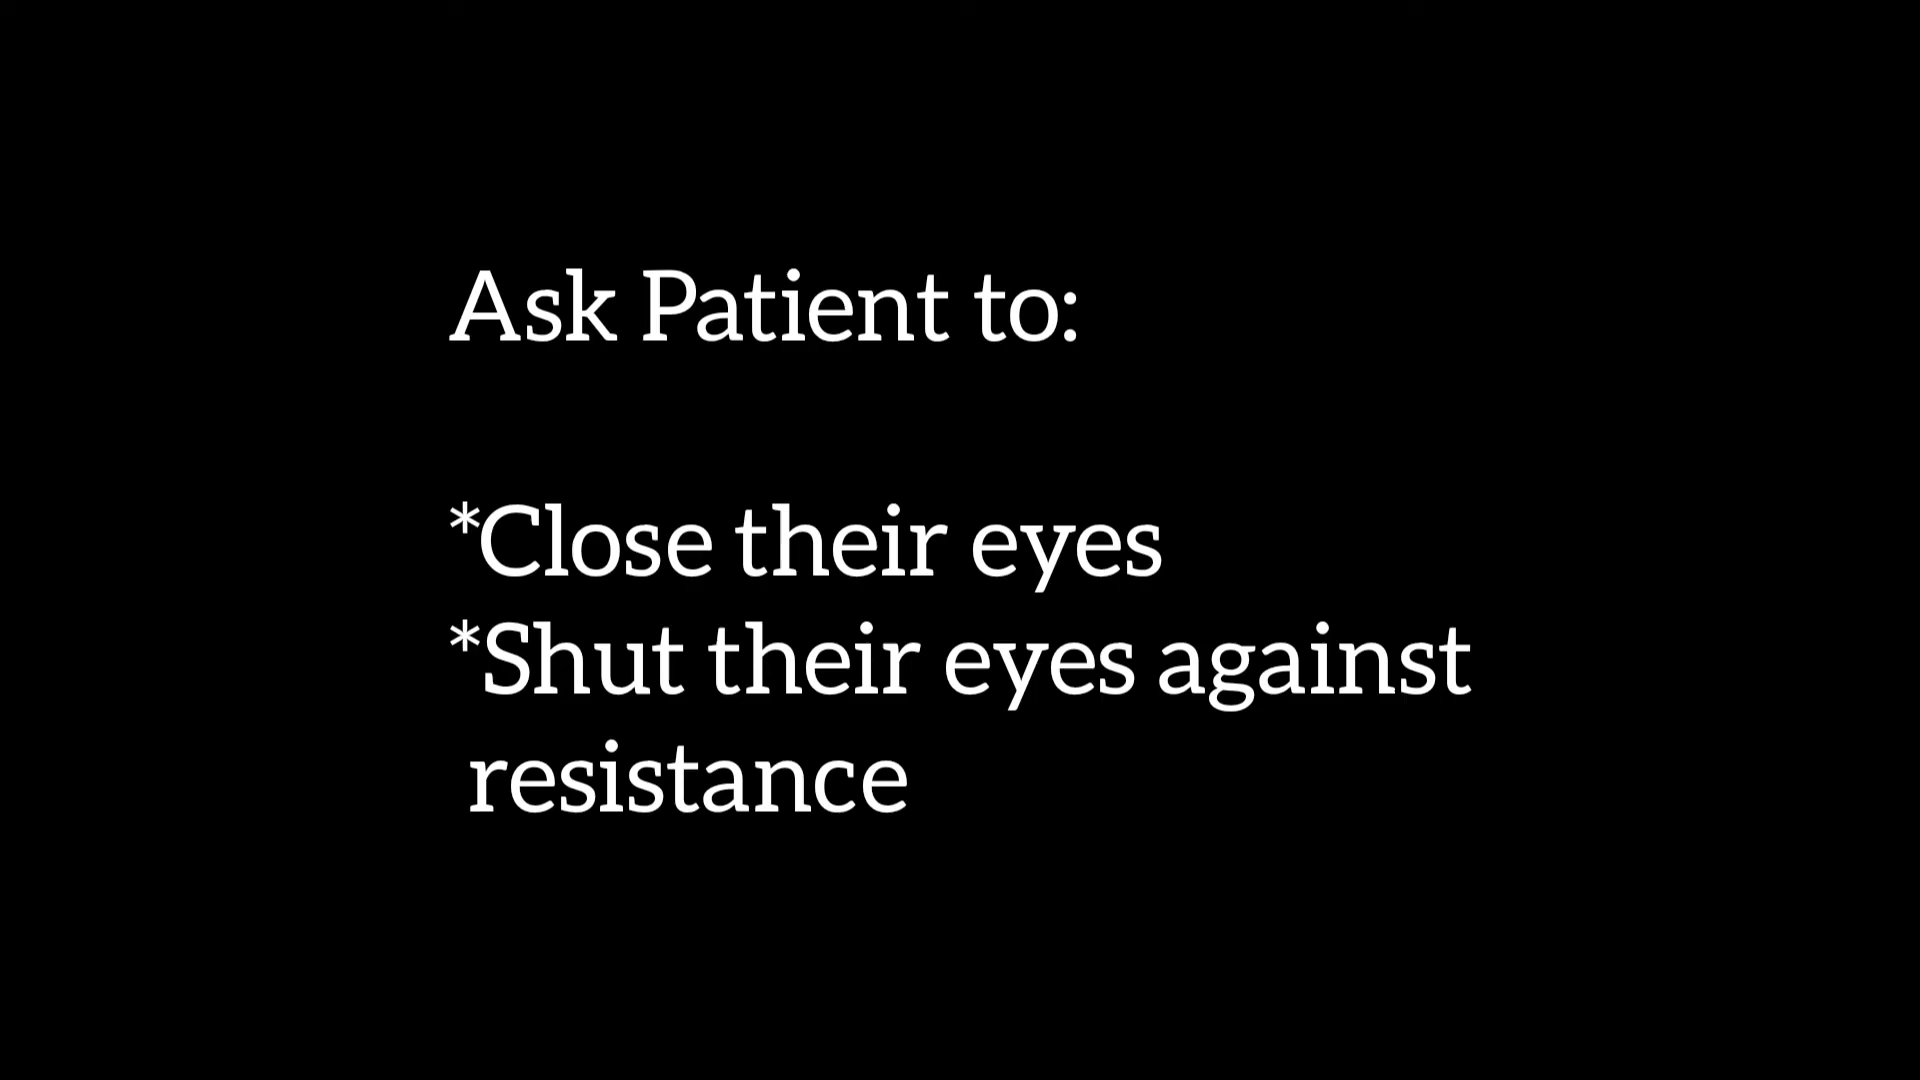 Ask Patient to:
*Close their eyes
*Shut their eyes against
resistance